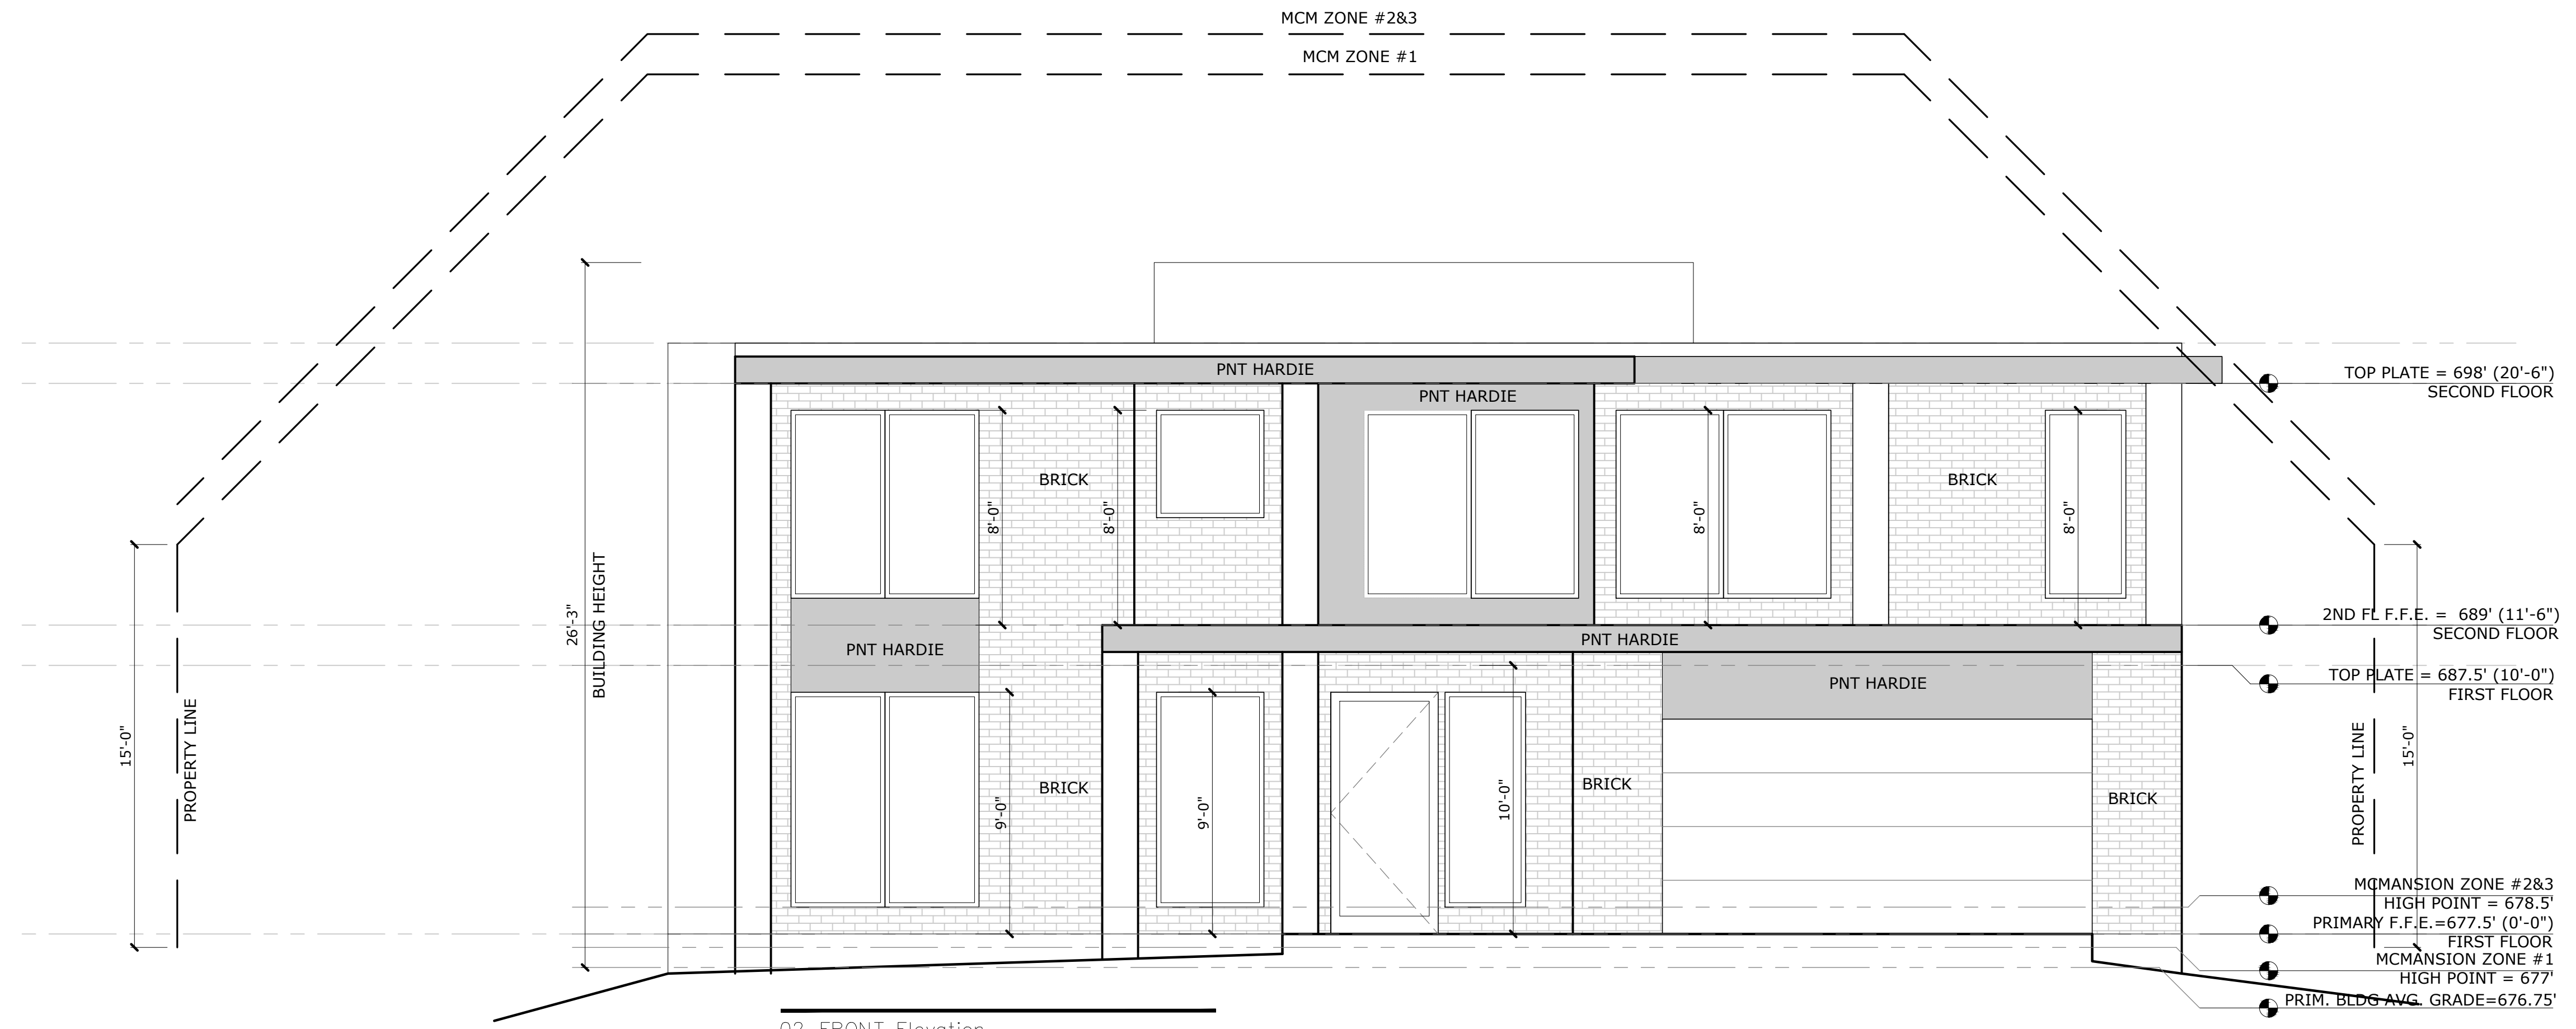 MCM ZONE #2&3
MCM ZONE #1
PNT HARDIE
TOP PLATE = 698' (20'-6")
SECOND FLOOR
PNT HARDIE
BRICK
BRICK
8'-0"
8'-0"
8'-0"
8'-0"
26'-3"
BUILDING HEIGHT
2ND FL F.F.E. = 689' (11'-6")
SECOND FLOOR
PNT HARDIE
PNT HARDIE
TOP PLATE = 687.5' (10'-0")
FIRST FLOOR
PNT HARDIE
15'-0"
PROPERTY LINE
BRICK
9'-0"
9'-0"
10'-0"
BRICK
BRICK
PROPERTY LINE
15'-0"
MCMANSION ZONE #2&3
HIGH POINT = 678.5'
PRIMARY F.F.E.=677.5' (0'-0")
FIRST FLOOR
MCMANSION ZONE #1
HIGH POINT = 677'
PRIM. BLDG AVG. GRADE=676.75'
02 FRONT Elevation